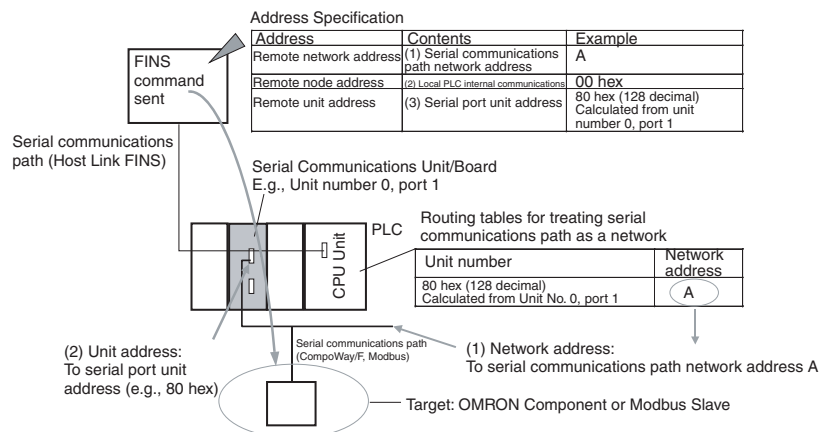 Address Specification
Address Contents Example
Remote network address (1) Serial communications path network address A
Remote node address (2) Local PLC internal communications 00 hex
Remote unit address (3) Serial port unit address 80 hex (128 decimal)
Calculated from unit
number 0, port 1
FINS
command
sent
Serial communications
path (Host Link FINS)
Serial Communications Unit/Board
E.g., Unit number 0, port 1
PLC
CPU Unit
Routing tables for treating serial
communications path as a network
Unit number Network address
80 hex (128 decimal)
Calculated from Unit No. 0, port 1 A
(2) Unit address:
To serial port unit
address (e.g., 80 hex)
Serial communications path
(CompoWay/F, Modbus)
(1) Network address:
To serial communications path network address A
Target: OMRON Component or Modbus Slave